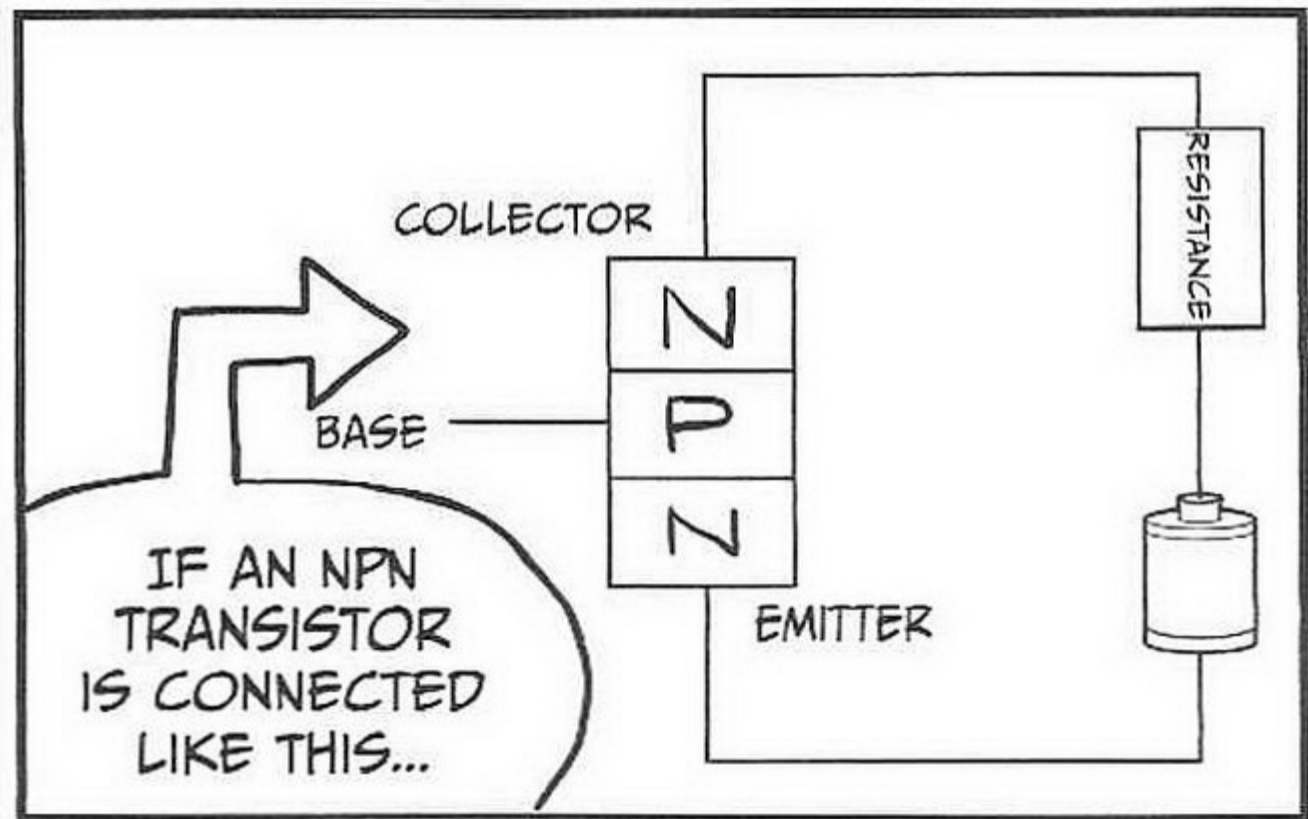 COLLECTOR
RESISTANCE
N
BASE
P
N
EMITTER
IF AN NPN
TRANSISTOR
IS CONNECTED
LIKE THIS...